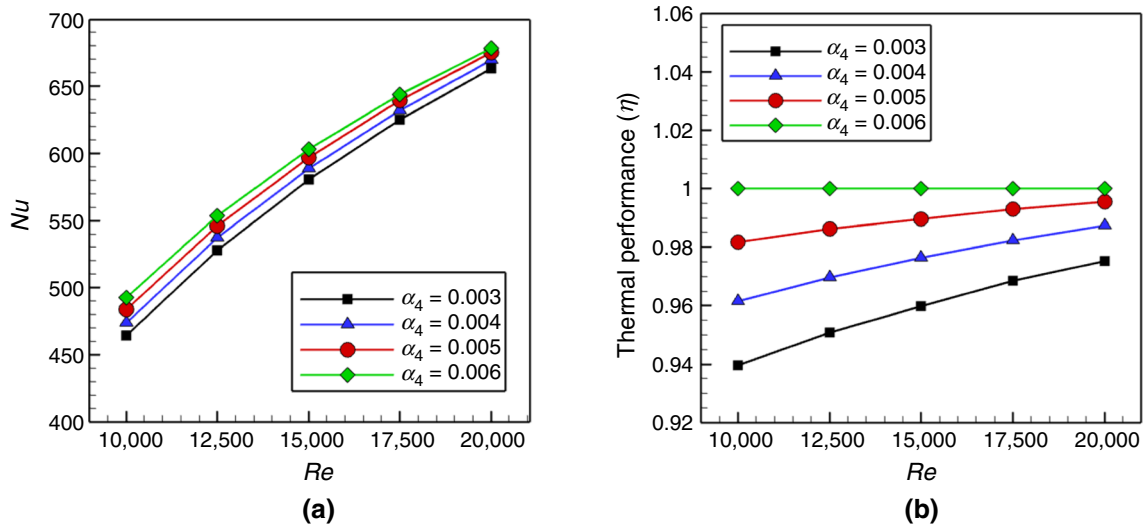 700
650
600
550
500
450
400
Nu
α4 = 0.003
α4 = 0.004
α4 = 0.005
α4 = 0.006
10,000 12,500 15,000 17,500 20,000
Re
(a)
1.06
1.04
1.02
1
0.98
0.96
0.94
0.92
Thermal performance (η)
α4 = 0.003
α4 = 0.004
α4 = 0.005
α4 = 0.006
10,000 12,500 15,000 17,500 20,000
Re
(b)